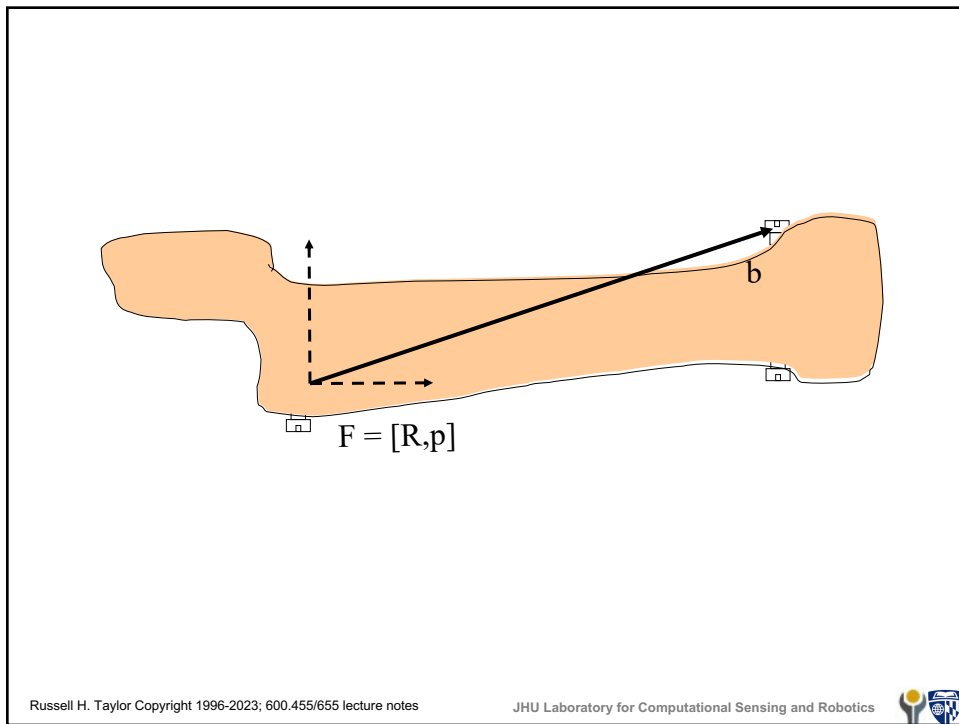 b
F = [R,p]
Russell H. Taylor Copyright 1996-2023; 600.455/655 lecture notes
JHU Laboratory for Computational Sensing and Robotics